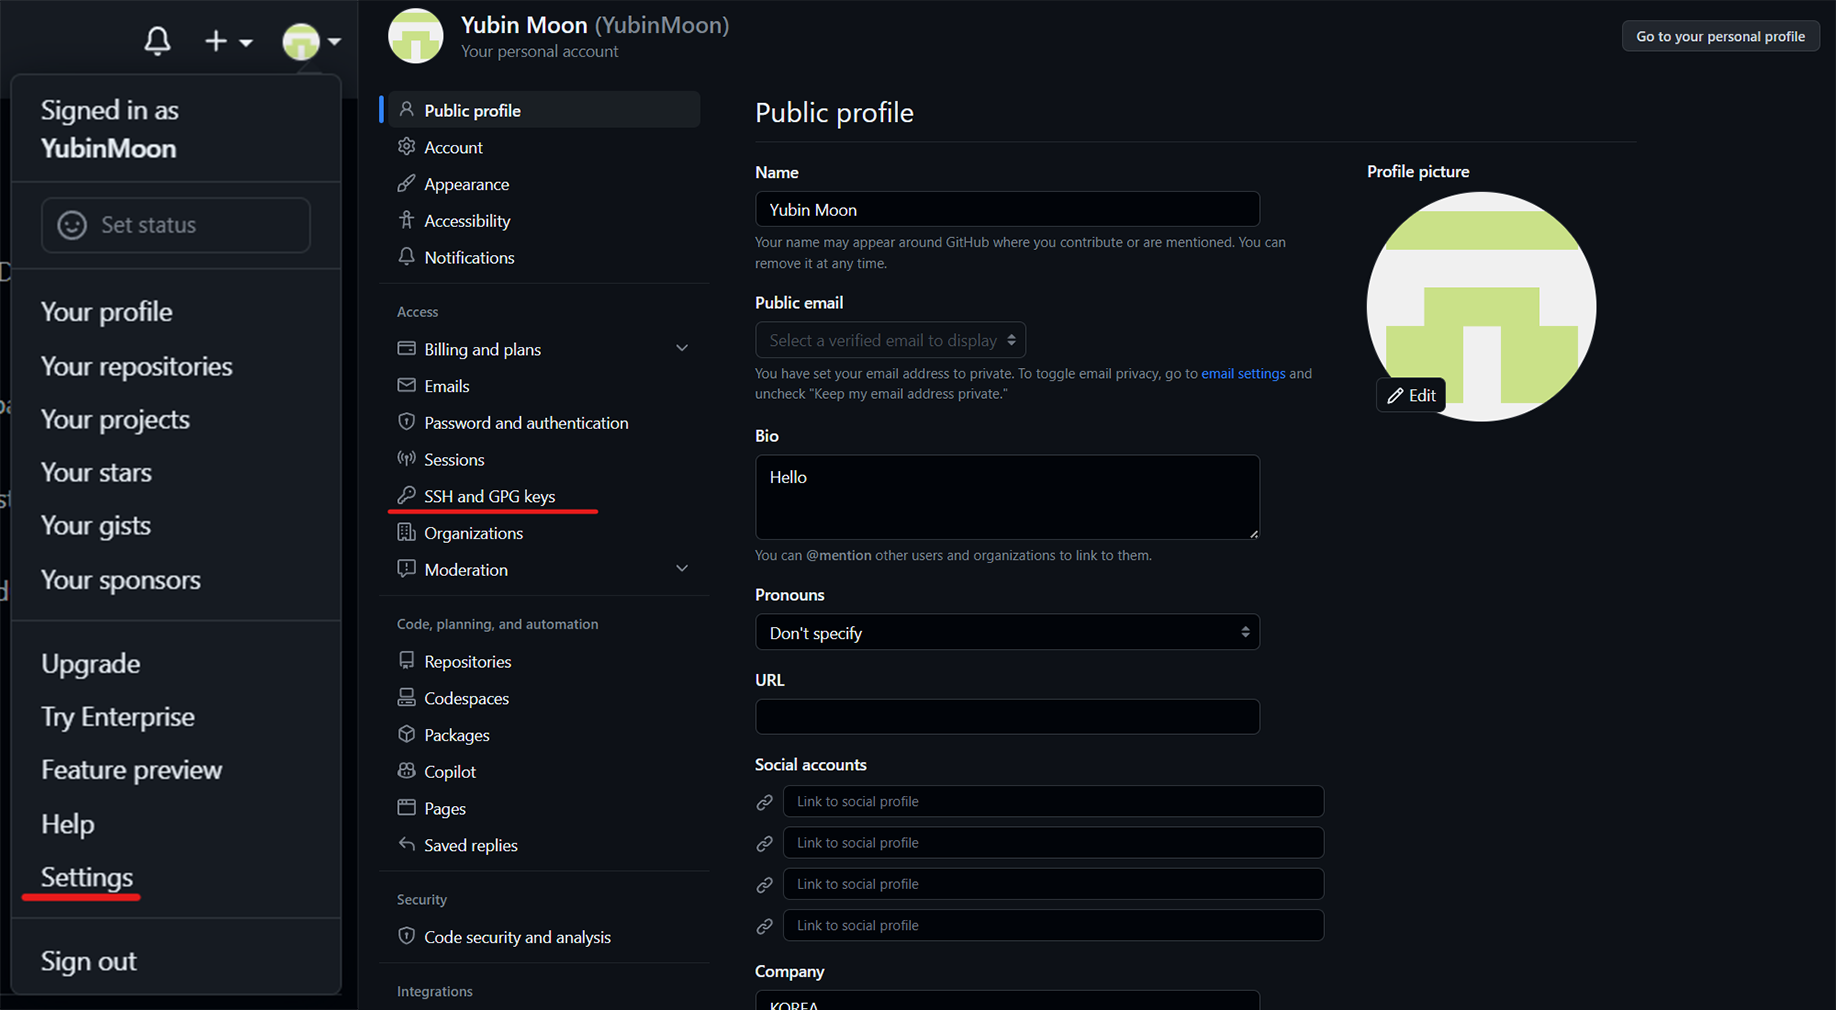 Signed in as
YubinMoon
Set status
Your profile
Your repositories
Your projects
Your stars
Your gists
Your sponsors
Upgrade
Try Enterprise
Feature preview
Help
Settings
Sign out
Yubin Moon (YubinMoon)
Your personal account
Go to your personal profile
Public profile
Account
Appearance
Accessibility
Notifications
Access
Billing and plans
Emails
Password and authentication
Sessions
SSH and GPG keys
Organizations
Moderation
Code, planning, and automation
Repositories
Codespaces
Packages
Copilot
Pages
Saved replies
Security
Code security and analysis
Integrations
Public profile
Name
Yubin Moon
Your name may appear around GitHub where you contribute or are mentioned. You can
remove it at any time.
Public email
Select a verified email to display
You have set your email address to private. To toggle email privacy, go to email settings and
uncheck "Keep my email address private."
Bio
Hello
You can @mention other users and organizations to link to them.
Pronouns
Don't specify
URL
Social accounts
Link to social profile
Link to social profile
Link to social profile
Link to social profile
Company
KOREA
Profile picture
Edit